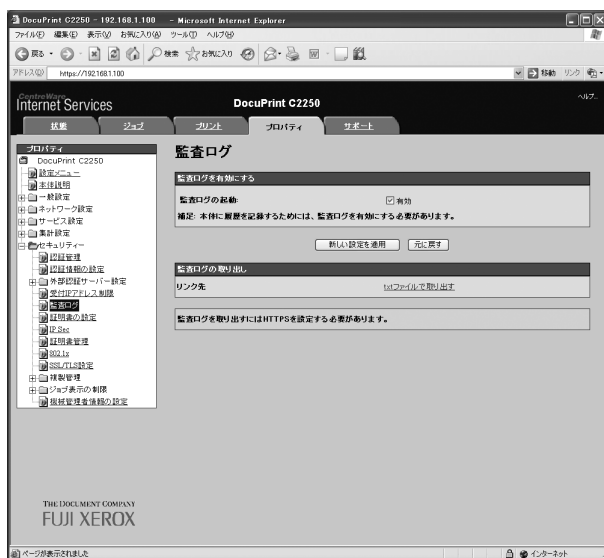 DocuPrint C2250 - 192.168.1.100 - Microsoft Internet Explorer
ファイル(F) 編集(E) 表示(V) お気に入り(A) ツール(T) ヘルプ(H)
戻る 検索 お気に入り
アドレス(D) https://192.168.1.100 移動 リンク
CentreWare
Internet Services
DocuPrint C2250
ヘルプ...
状態 ジョブ プリント プロパティ サポート
プロパティ
DocuPrint C2250
設定メニュー
本体説明
一般設定
ネットワーク設定
サービス設定
集計設定
セキュリティー
認証管理
認証情報の設定
外部認証サーバー設定
受付IPアドレス制限
監査ログ
証明書の設定
IP Sec
証明書管理
802.1x
SSL/TLS設定
複製管理
ジョブ表示の制限
機械管理者情報の設定
監査ログ
監査ログを有効にする
監査ログの起動: 有効
補足: 本体に履歴を記録するためには、監査ログを有効にする必要があります。
新しい設定を適用 元に戻す
監査ログの取り出し
リンク先 txtファイルで取り出す
監査ログを取り出すにはHTTPSを設定する必要があります。
THE DOCUMENT COMPANY
FUJI XEROX
ページが表示されました インターネット